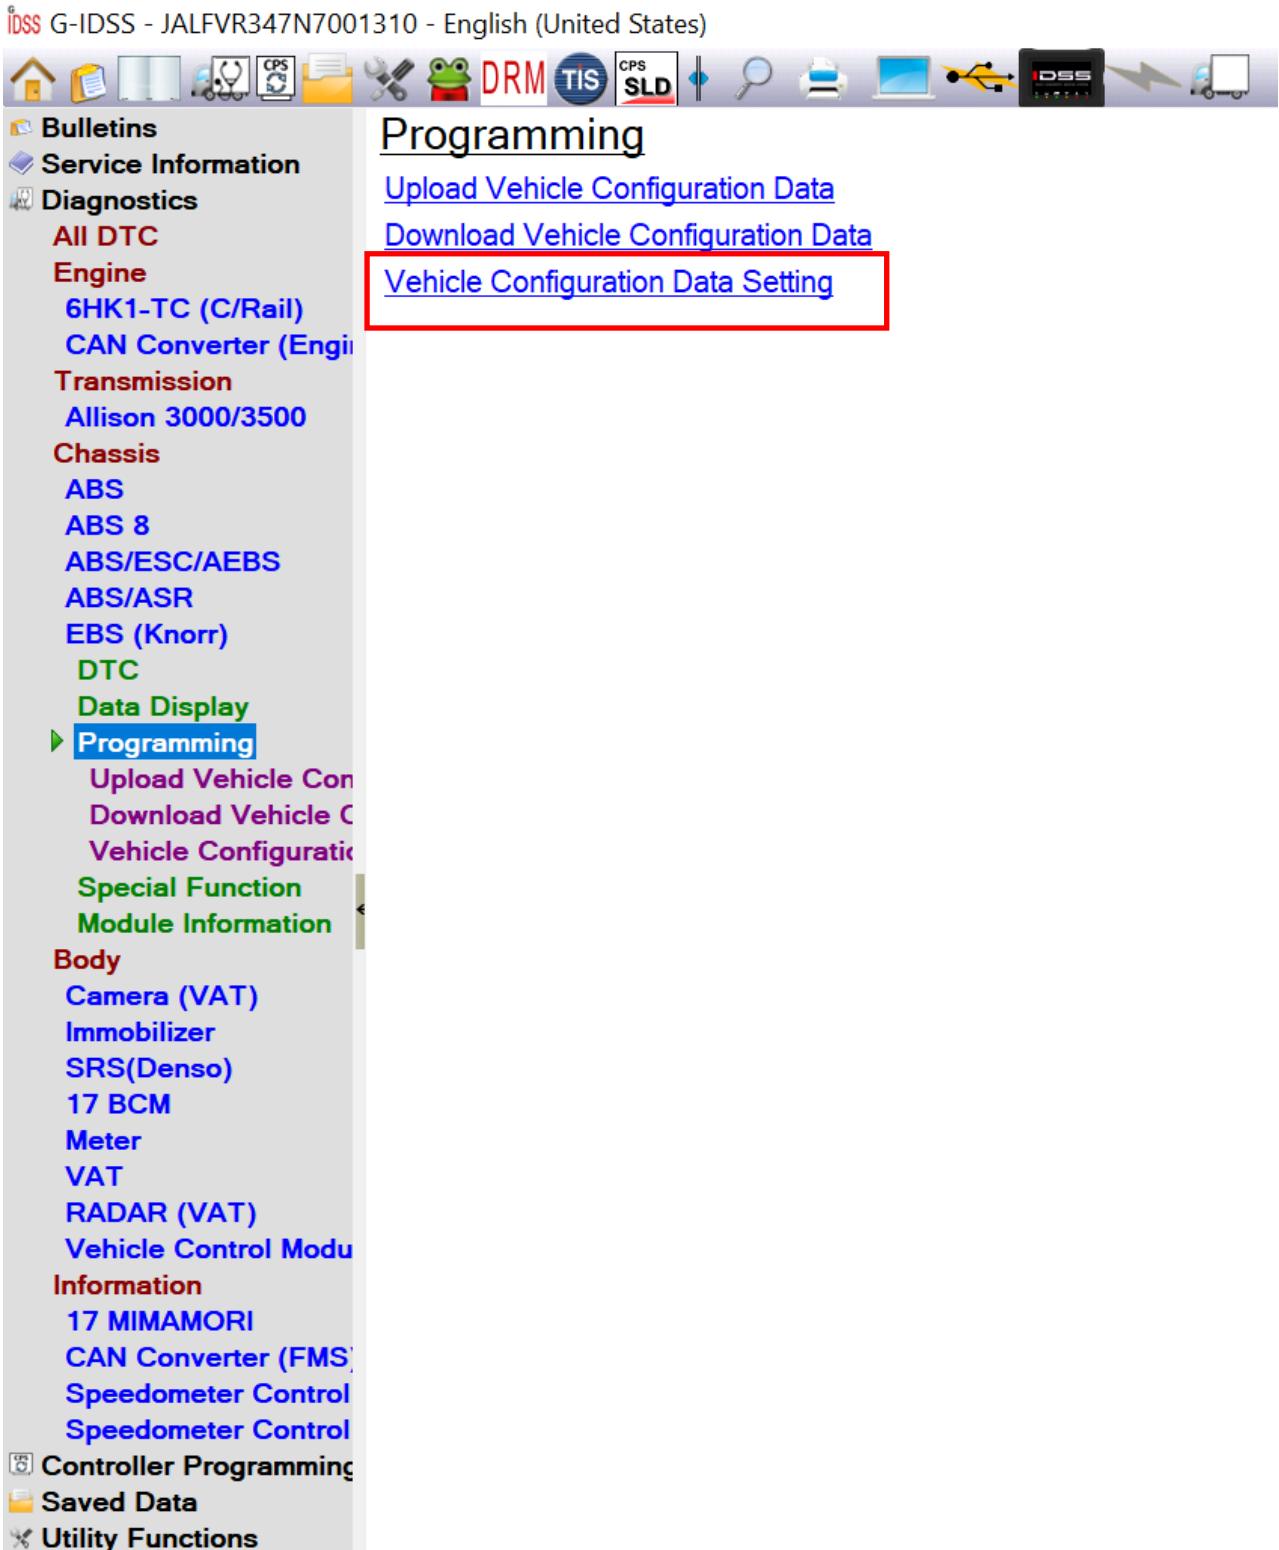 IDSS G-IDSS - JALFVR347N7001310 - English (United States)
CPS DRM TIS CPS SLD IDSS
Bulletins
Service Information
Diagnostics
All DTC
Engine
6HK1-TC (C/Rail)
CAN Converter (Engi
Transmission
Allison 3000/3500
Chassis
ABS
ABS 8
ABS/ESC/AEBS
ABS/ASR
EBS (Knorr)
DTC
Data Display
Programming
Upload Vehicle Con
Download Vehicle C
Vehicle Configuratio
Special Function
Module Information
Body
Camera (VAT)
Immobilizer
SRS(Denso)
17 BCM
Meter
VAT
RADAR (VAT)
Vehicle Control Modu
Information
17 MIMAMORI
CAN Converter (FMS)
Speedometer Control
Speedometer Control
Controller Programming
Saved Data
Utility Functions
Programming
Upload Vehicle Configuration Data
Download Vehicle Configuration Data
Vehicle Configuration Data Setting